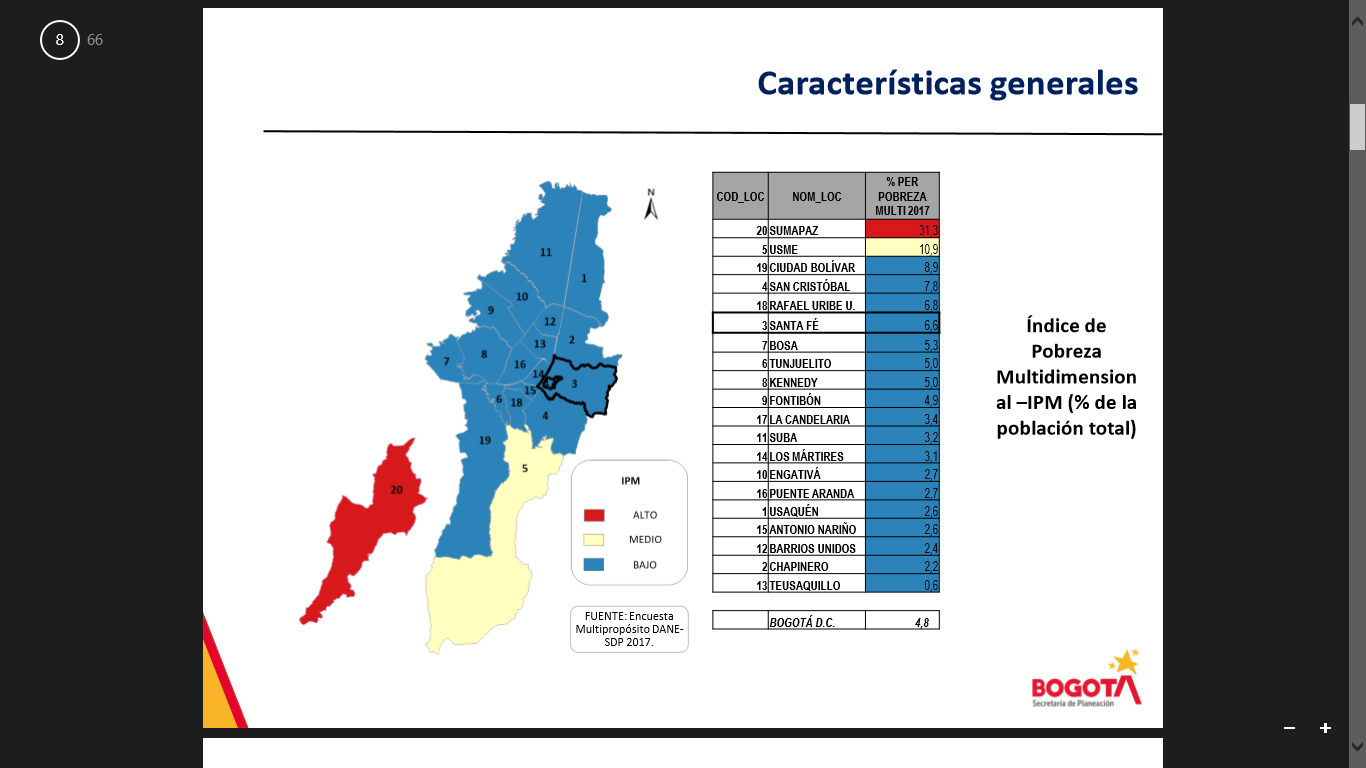 8 66
Características generales
N
11
1
10
9
12
2
13
8
7
16
14
3
15
6
18
4
19
5
20
IPM
ALTO
MEDIO
BAJO
FUENTE: Encuesta
Multipropósito DANE-
SDP 2017.
COD_LOC NOM_LOC % PER
POBREZA
MULTI 2017
20 SUMAPAZ 31,3
5 USME 10,9
19 CIUDAD BOLÍVAR 8,9
4 SAN CRISTÓBAL 7,8
18 RAFAEL URIBE U. 6,8
3 SANTA FÉ 6,6
7 BOSA 5,3
6 TUNJUELITO 5,0
8 KENNEDY 5,0
9 FONTIBÓN 4,9
17 LA CANDELARIA 3,4
11 SUBA 3,2
14 LOS MÁRTIRES 3,1
10 ENGATIVÁ 2,7
16 PUENTE ARANDA 2,7
1 USAQUÉN 2,6
15 ANTONIO NARIÑO 2,6
12 BARRIOS UNIDOS 2,4
2 CHAPINERO 2,2
13 TEUSAQUILLO 0,6
BOGOTÁ D.C. 4,8
Índice de
Pobreza
Multidimension
al –IPM (% de la
población total)
BOGOTÁ
Secretaría de Planeación